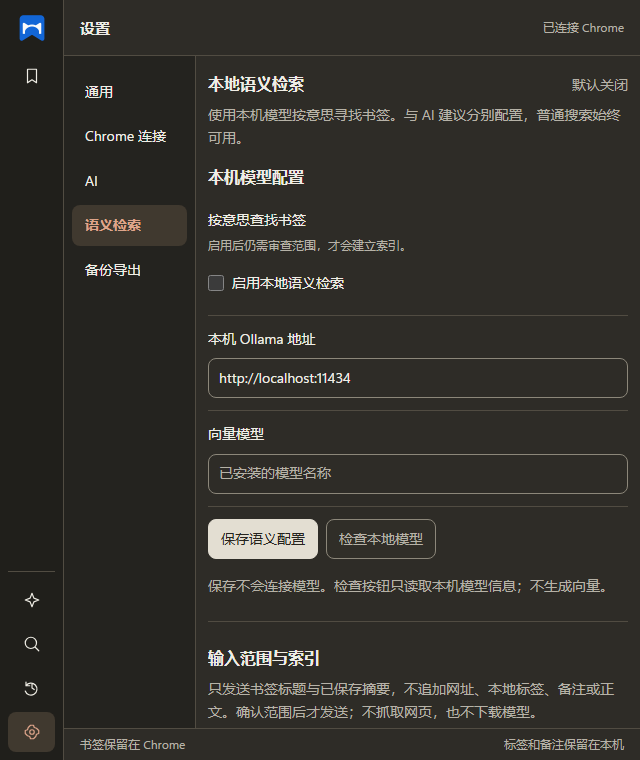 设置
已连接 Chrome
通用
Chrome 连接
AI
语义检索
备份导出
本地语义检索
默认关闭
使用本机模型按意思寻找书签。与 AI 建议分别配置，普通搜索始终
可用。
本机模型配置
按意思查找书签
启用后仍需审查范围，才会建立索引。
启用本地语义检索
本机 Ollama 地址
http://localhost:11434
向量模型
已安装的模型名称
保存语义配置
检查本地模型
保存不会连接模型。检查按钮只读取本机模型信息；不生成向量。
输入范围与索引
只发送书签标题与已保存摘要，不追加网址、本地标签、备注或正
文。确认范围后才发送；不抓取网页，也不下载模型。
书签保留在 Chrome
标签和备注保留在本机